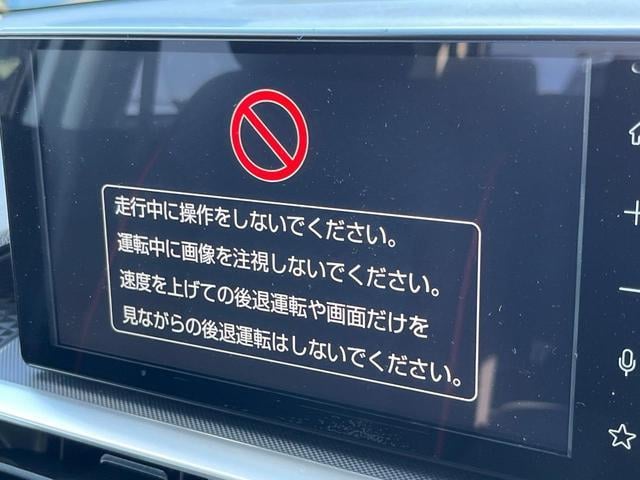 走行中に操作をしないでください。
運転中に画像を注視しないでください。
速度を上げての後退運転や画面だけを
見ながらの後退運転はしないでください。